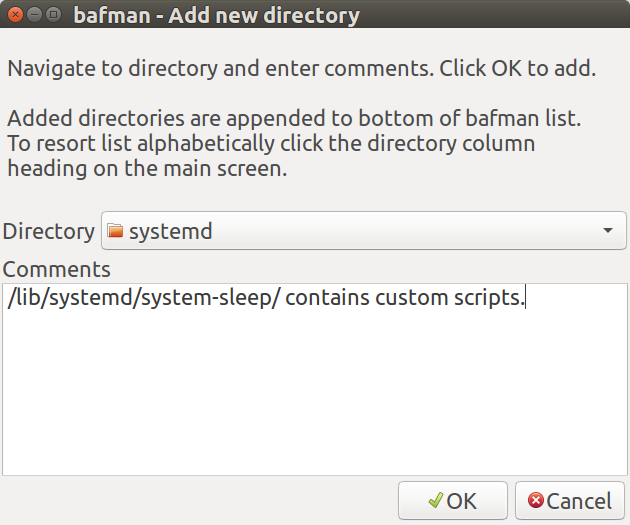 bafman - Add new directory
Navigate to directory and enter comments. Click OK to add.
Added directories are appended to bottom of bafman list.
To resort list alphabetically click the directory column
heading on the main screen.
Directory systemd
Comments
/lib/systemd/system-sleep/ contains custom scripts.
OK Cancel